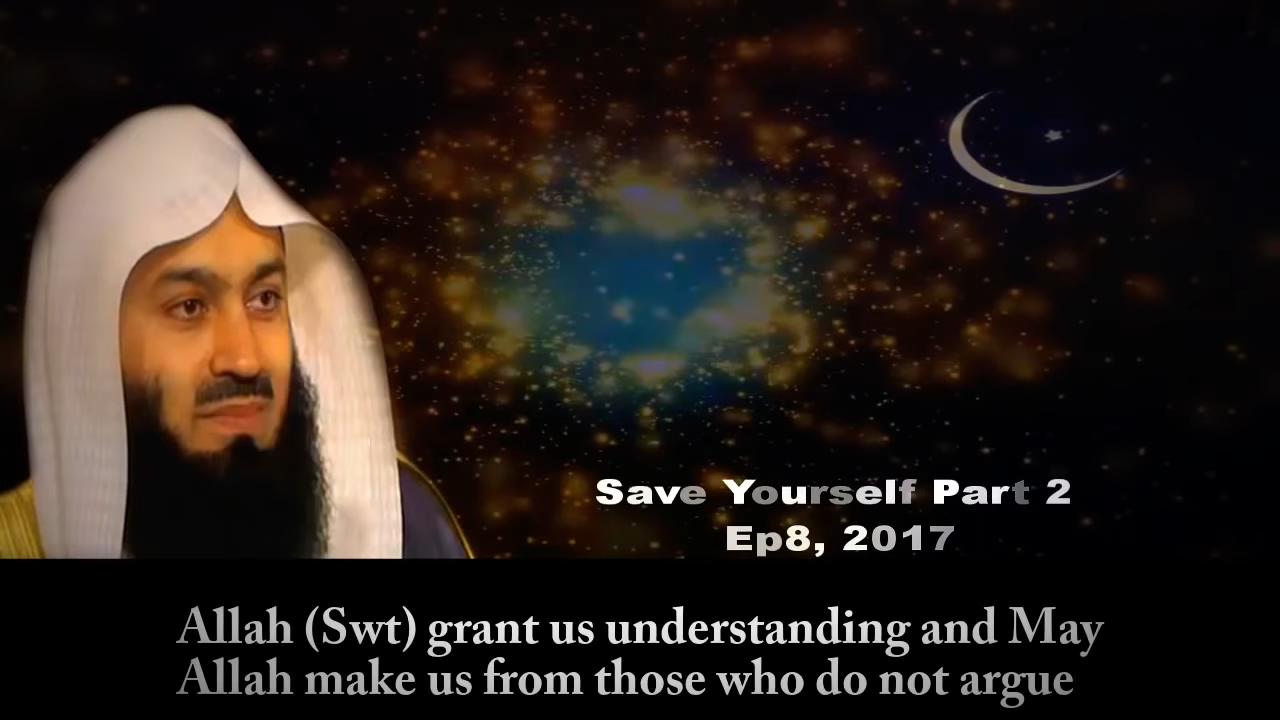 Save Yourself Part 2
Ep8, 2017
Allah (Swt) grant us understanding and May
Allah make us from those who do not argue